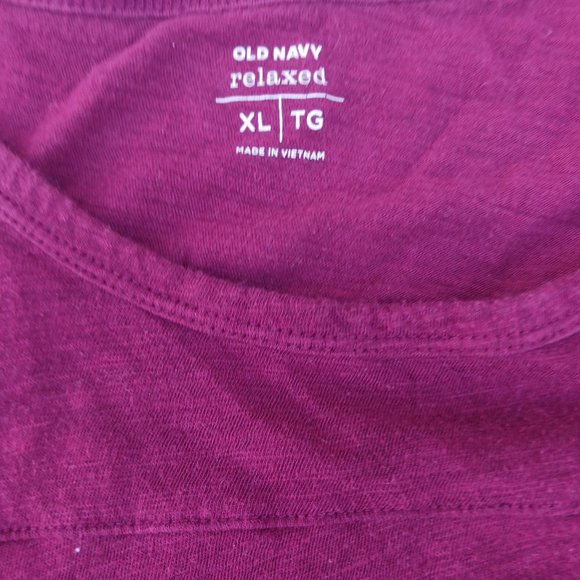 OLD NAVY
relaxed
XL | TG
MADE IN VIETNAM